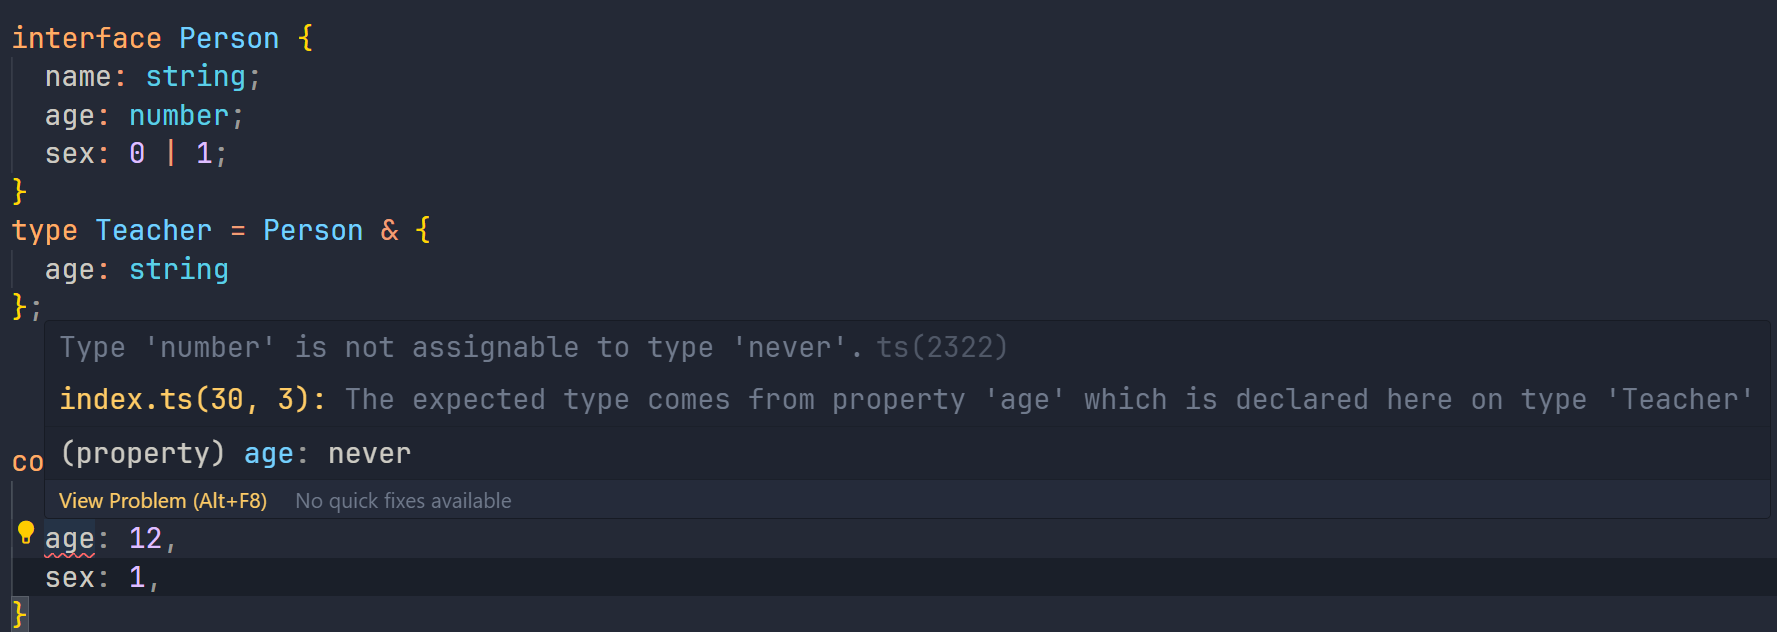 interface Person {
  name: string;
  age: number;
  sex: 0 | 1;
}
type Teacher = Person & {
  age: string
};
Type 'number' is not assignable to type 'never'. ts(2322)
index.ts(30, 3): The expected type comes from property 'age' which is declared here on type 'Teacher'
(property) age: never
co
View Problem (Alt+F8) No quick fixes available
  age: 12,
  sex: 1,
}